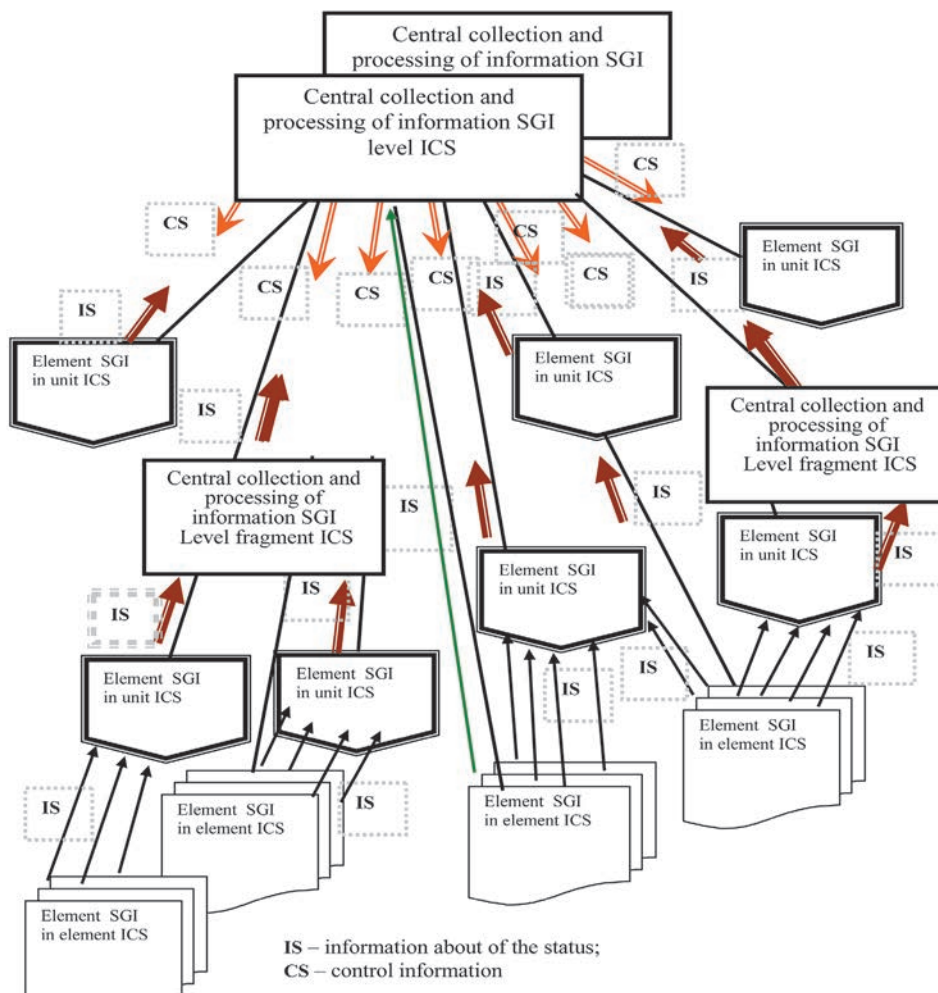 Central collection and
processing of information SGI
Central collection and
processing of information SGI
level ICS
CS
CS
CS
CS
CS
CS
CS
IS
IS
Element SGI
in unit ICS
IS
Element SGI
in unit ICS
Element SGI
in unit ICS
IS
Central collection and
processing of
information SGI
Level fragment ICS
Central collection and
processing of
information SGI
Level fragment ICS
IS
IS
Element SGI
in unit ICS
IS
Element SGI
in unit ICS
IS
IS
Element SGI
in unit ICS
Element SGI
in unit ICS
IS
IS
IS
Element SGI
in element ICS
IS
Element SGI
in element ICS
IS
Element SGI
in element ICS
Element SGI
in element ICS
IS – information about of the status;
CS – control information